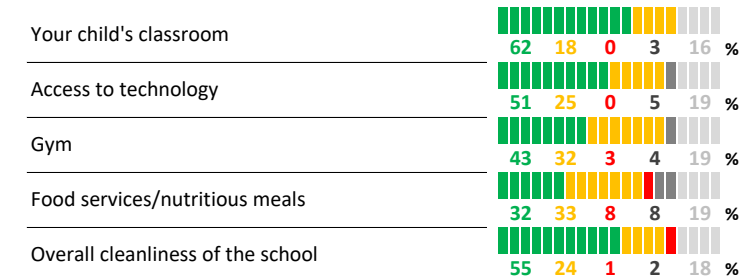 Your child's classroom
62 18 0 3 16 %
Access to technology
51 25 0 5 19 %
Gym
43 32 3 4 19 %
Food services/nutritious meals
32 33 8 8 19 %
Overall cleanliness of the school
55 24 1 2 18 %